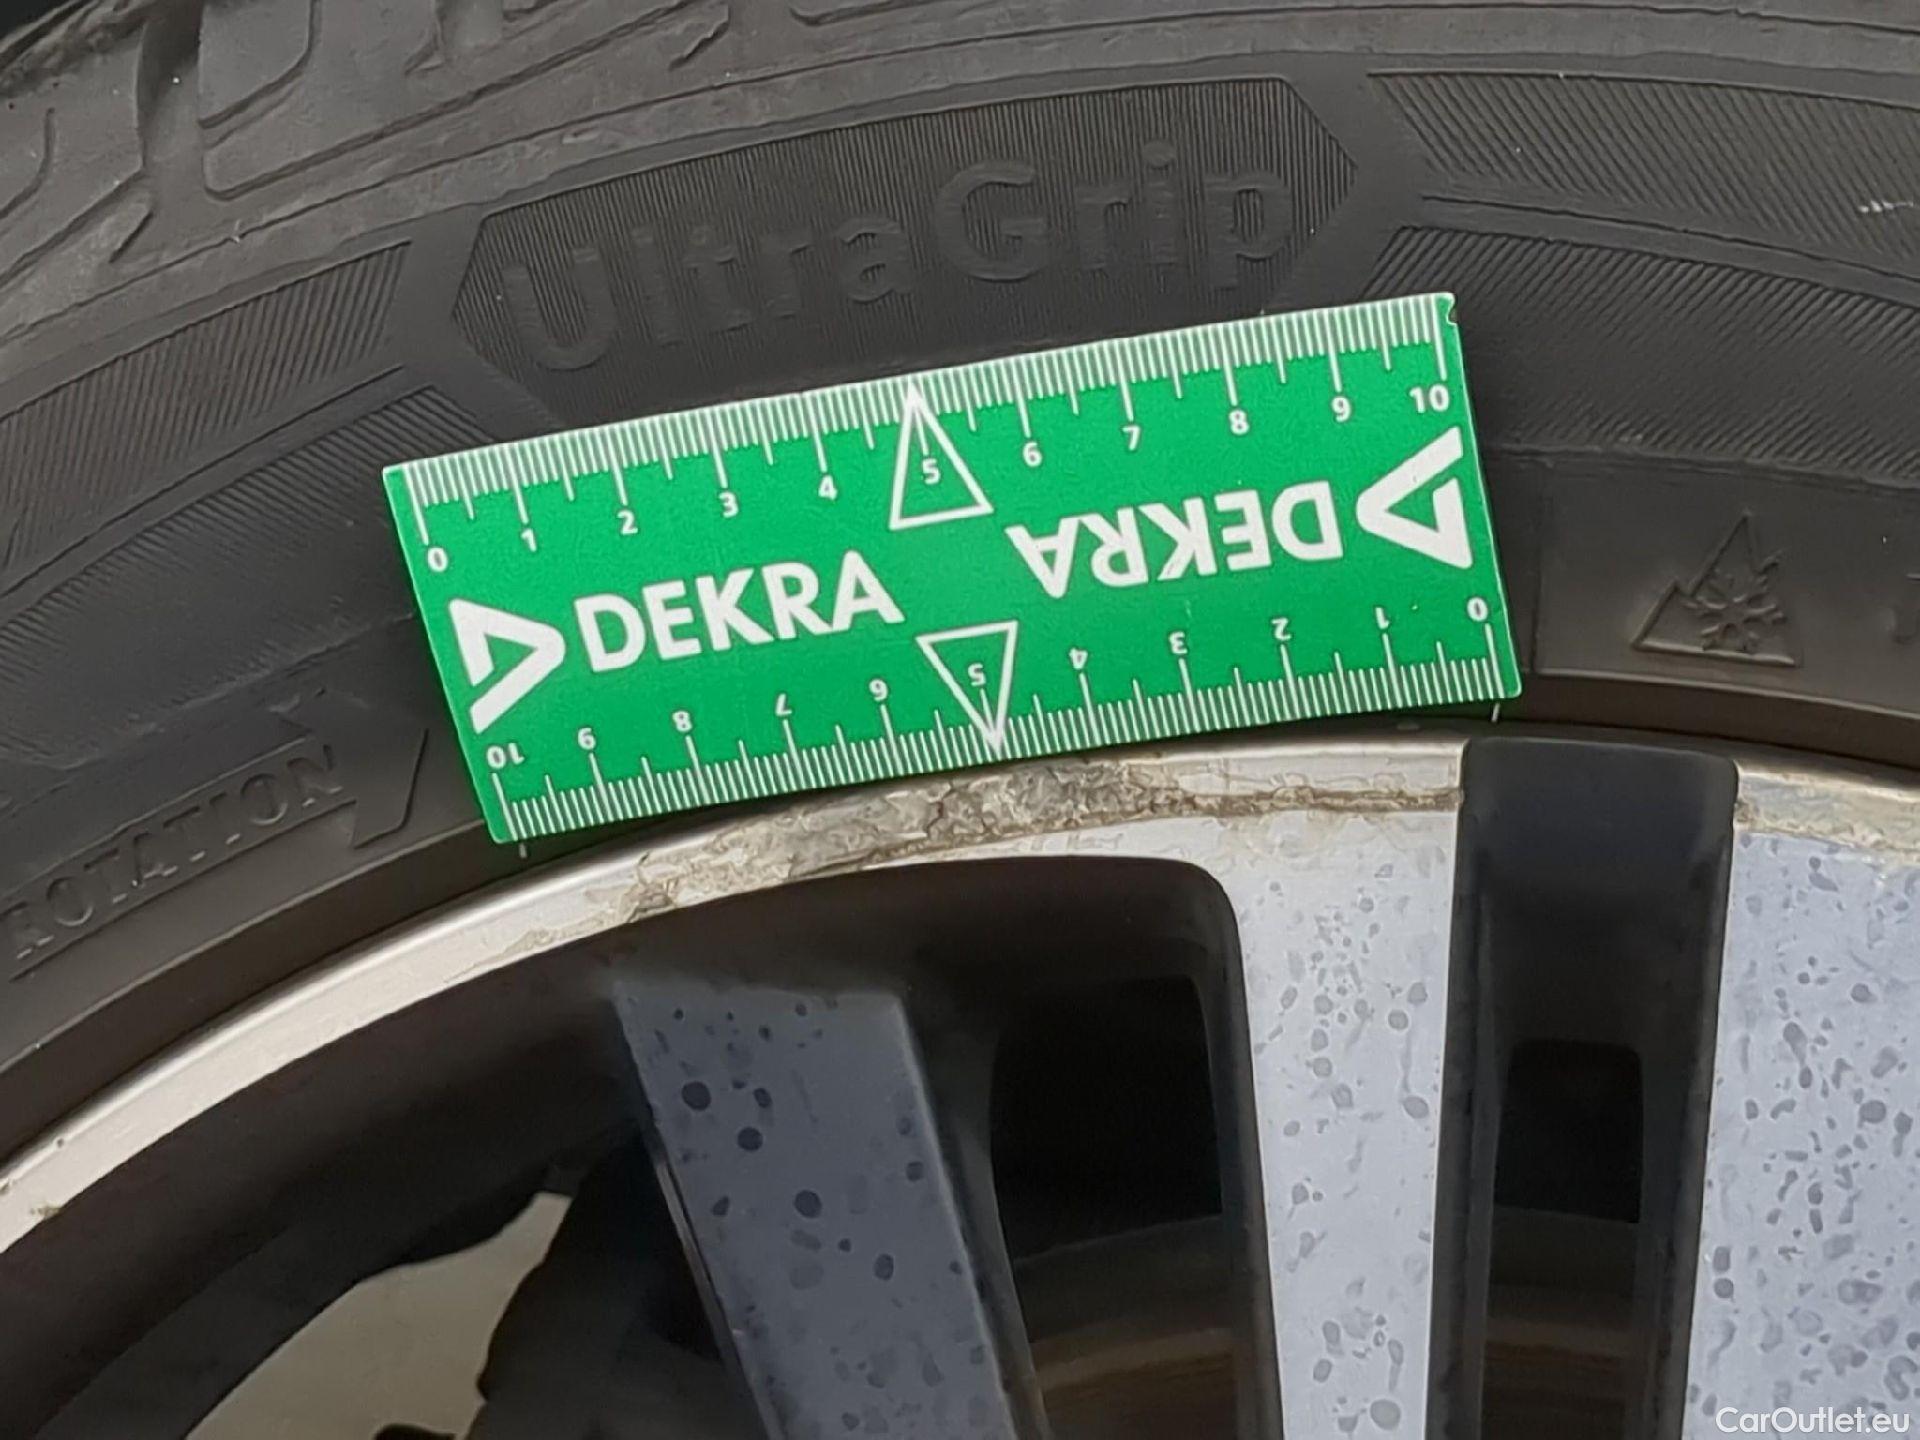 UltraGrip
0 1 2 3 4 5 6 7 8 9 10
DEKRA
DEKRA
10 9 8 7 6 5 4 3 2 1 0
ROTATION
CarOutlet.eu